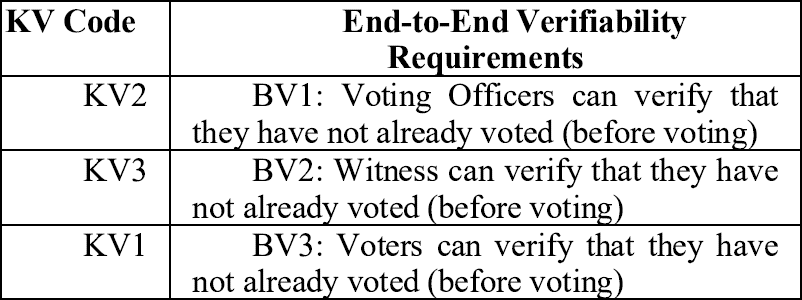 KV Code
End-to-End Verifiability
Requirements
KV2
BV1: Voting Officers can verify that
they have not already voted (before voting)
KV3
BV2: Witness can verify that they have
not already voted (before voting)
KV1
BV3: Voters can verify that they have
not already voted (before voting)